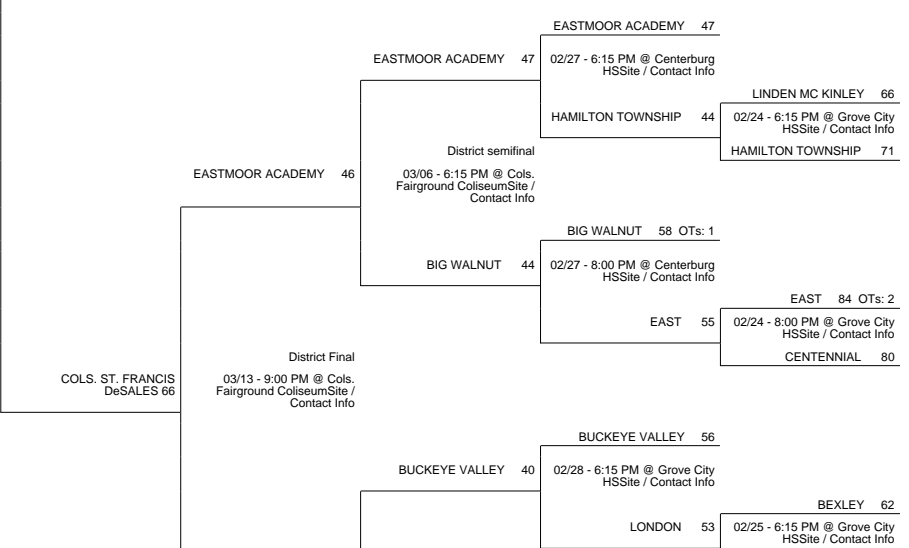 EASTMOOR ACADEMY 47
EASTMOOR ACADEMY 47
02/27 - 6:15 PM @ Centerburg
HSSite / Contact Info
LINDEN MC KINLEY 66
HAMILTON TOWNSHIP 44
02/24 - 6:15 PM @ Grove City
HSSite / Contact Info
HAMILTON TOWNSHIP 71
District semifinal
EASTMOOR ACADEMY 46
03/06 - 6:15 PM @ Cols.
Fairground ColiseumSite /
Contact Info
BIG WALNUT 58 OTs: 1
BIG WALNUT 44
02/27 - 8:00 PM @ Centerburg
HSSite / Contact Info
EAST 84 OTs: 2
EAST 55
02/24 - 8:00 PM @ Grove City
HSSite / Contact Info
CENTENNIAL 80
District Final
COLS. ST. FRANCIS
DeSALES 66
03/13 - 9:00 PM @ Cols.
Fairground ColiseumSite /
Contact Info
BUCKEYE VALLEY 56
BUCKEYE VALLEY 40
02/28 - 6:15 PM @ Grove City
HSSite / Contact Info
BEXLEY 62
LONDON 53
02/25 - 6:15 PM @ Grove City
HSSite / Contact Info